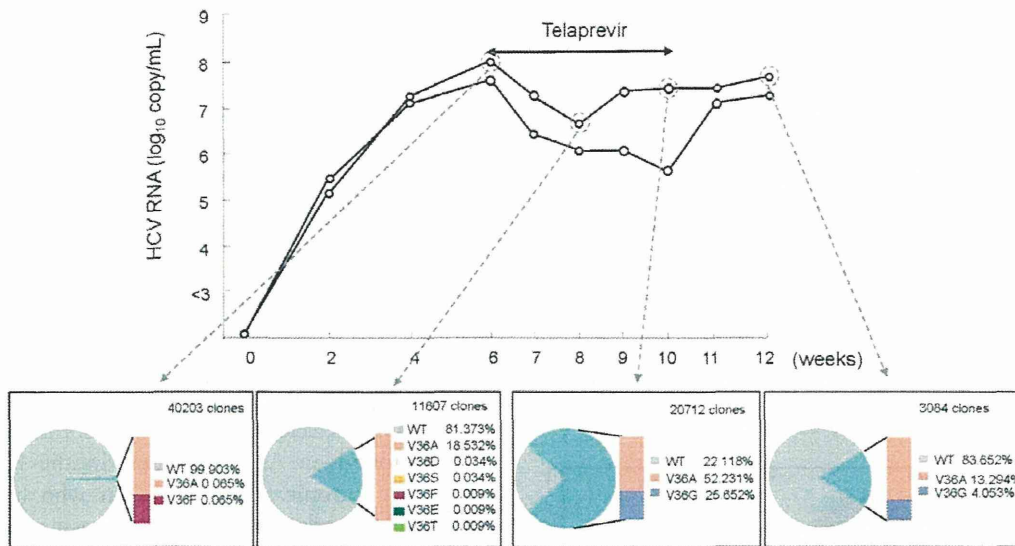 9
Telaprevir
8
7
HCV RNA (log10 copy/mL)
6
5
4
<3
0 2 4 6 7 8 9 10 11 12 (weeks)
40203 clones
WT 99 903%
V36A 0 065%
V36F 0.065%
11607 clones
WT 81.373%
V36A 18.532%
V36D 0.034%
V36S 0.034%
V36F 0.009%
V36E 0.009%
V36T 0.009%
20712 clones
WT 22 118%
V36A 52.231%
V36G 25 652%
3084 clones
WT 83.652%
V36A 13.294%
V36G 4.053%